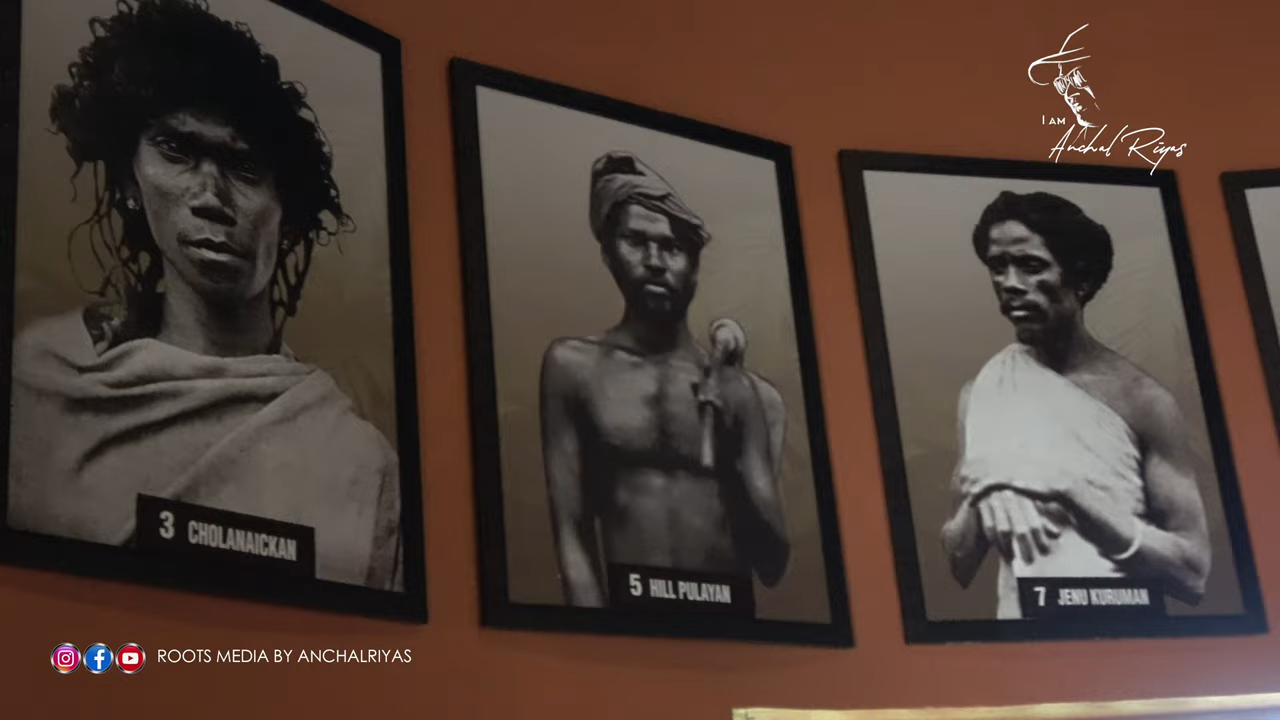 I AM
Anchal Riyas
3 CHOLANAICKAN
5 HILL PULAYAN
7 JENU KURUMAN
ROOTS MEDIA BY ANCHALRIYAS